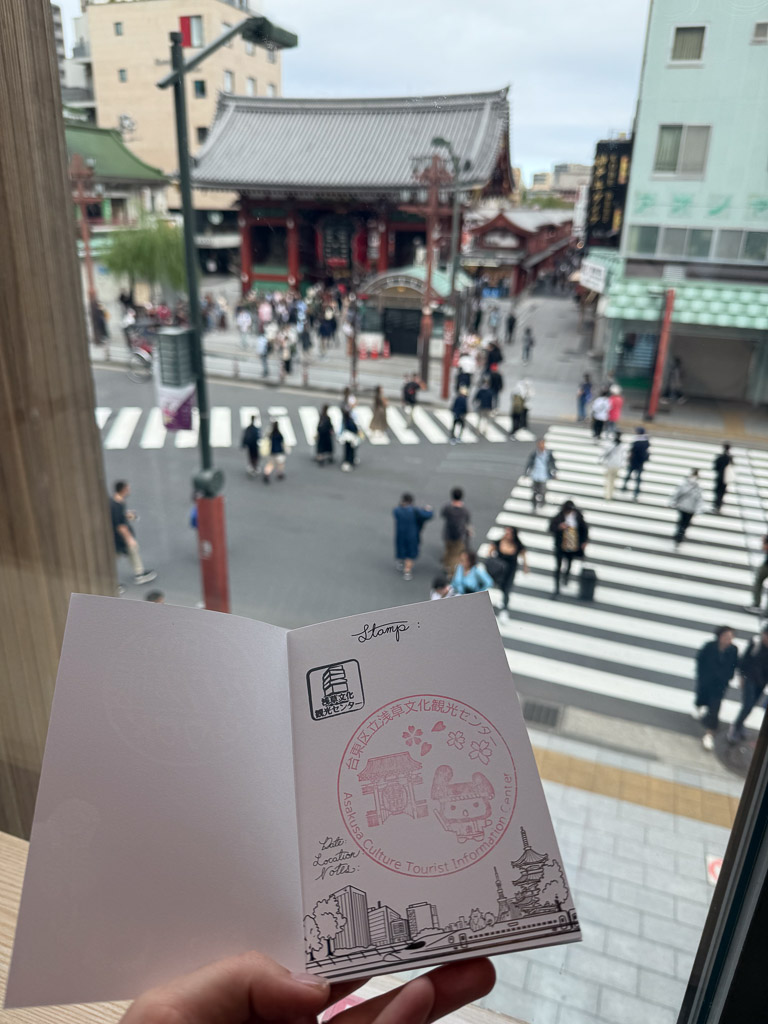 Stamp :
浅草文化
観光センター
台東区立浅草文化観光センター
Asakusa Culture Tourist Information Center
Date:
Location
Notes: